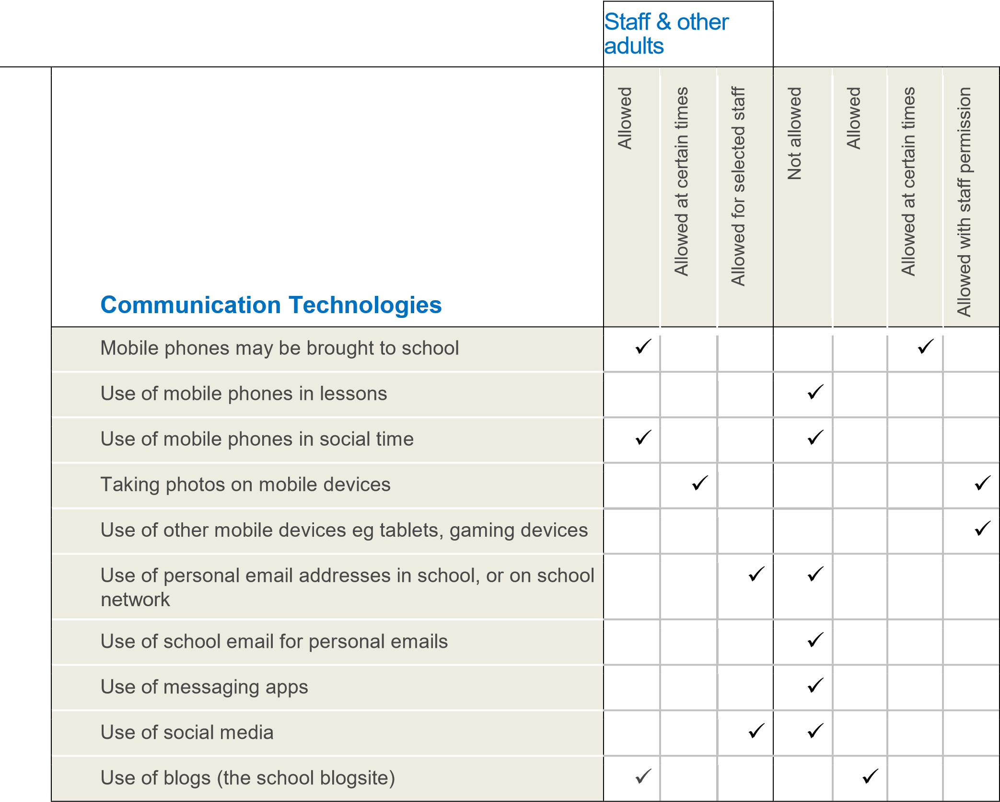 Staff & other
adults
Allowed
Allowed at certain times
Allowed for selected staff
Not allowed
Allowed
Allowed at certain times
Allowed with staff permission
Communication Technologies
Mobile phones may be brought to school ✓ ✓
Use of mobile phones in lessons ✓
Use of mobile phones in social time ✓ ✓
Taking photos on mobile devices ✓ ✓
Use of other mobile devices eg tablets, gaming devices ✓
Use of personal email addresses in school, or on school ✓ ✓
network
Use of school email for personal emails ✓
Use of messaging apps ✓
Use of social media ✓ ✓
Use of blogs (the school blogsite) ✓ ✓